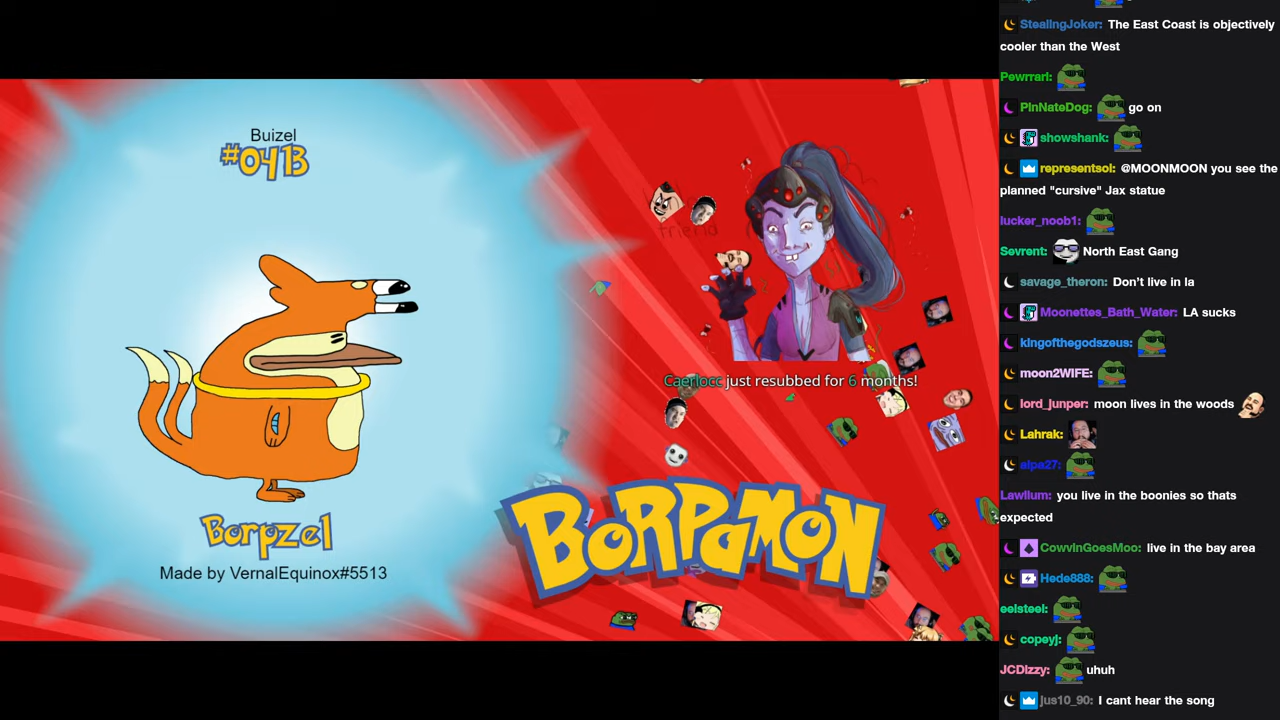 Buizel
#041B
Borpzel
Made by VernalEquinox#5513
friend
Caeriocc just resubbed for 6 months!
BORPAMON
StealingJoker: The East Coast is objectively
cooler than the West
Pewrrarl:
PinNateDog: go on
showshank:
representsol: @MOONMOON you see the
planned "cursive" Jax statue
lucker_noob1:
Sevrent: North East Gang
savage_theron: Don't live in la
Moonettes_Bath_Water: LA sucks
kingofthegodszeus:
moon2WIFE:
lord_junper: moon lives in the woods
Lahrak:
alpa27:
Lawlium: you live in the boonies so thats
expected
CowvinGoesMoo: live in the bay area
Hede888:
eelsteel:
copeyj:
JCDizzy: uhuh
jus10_90: I cant hear the song